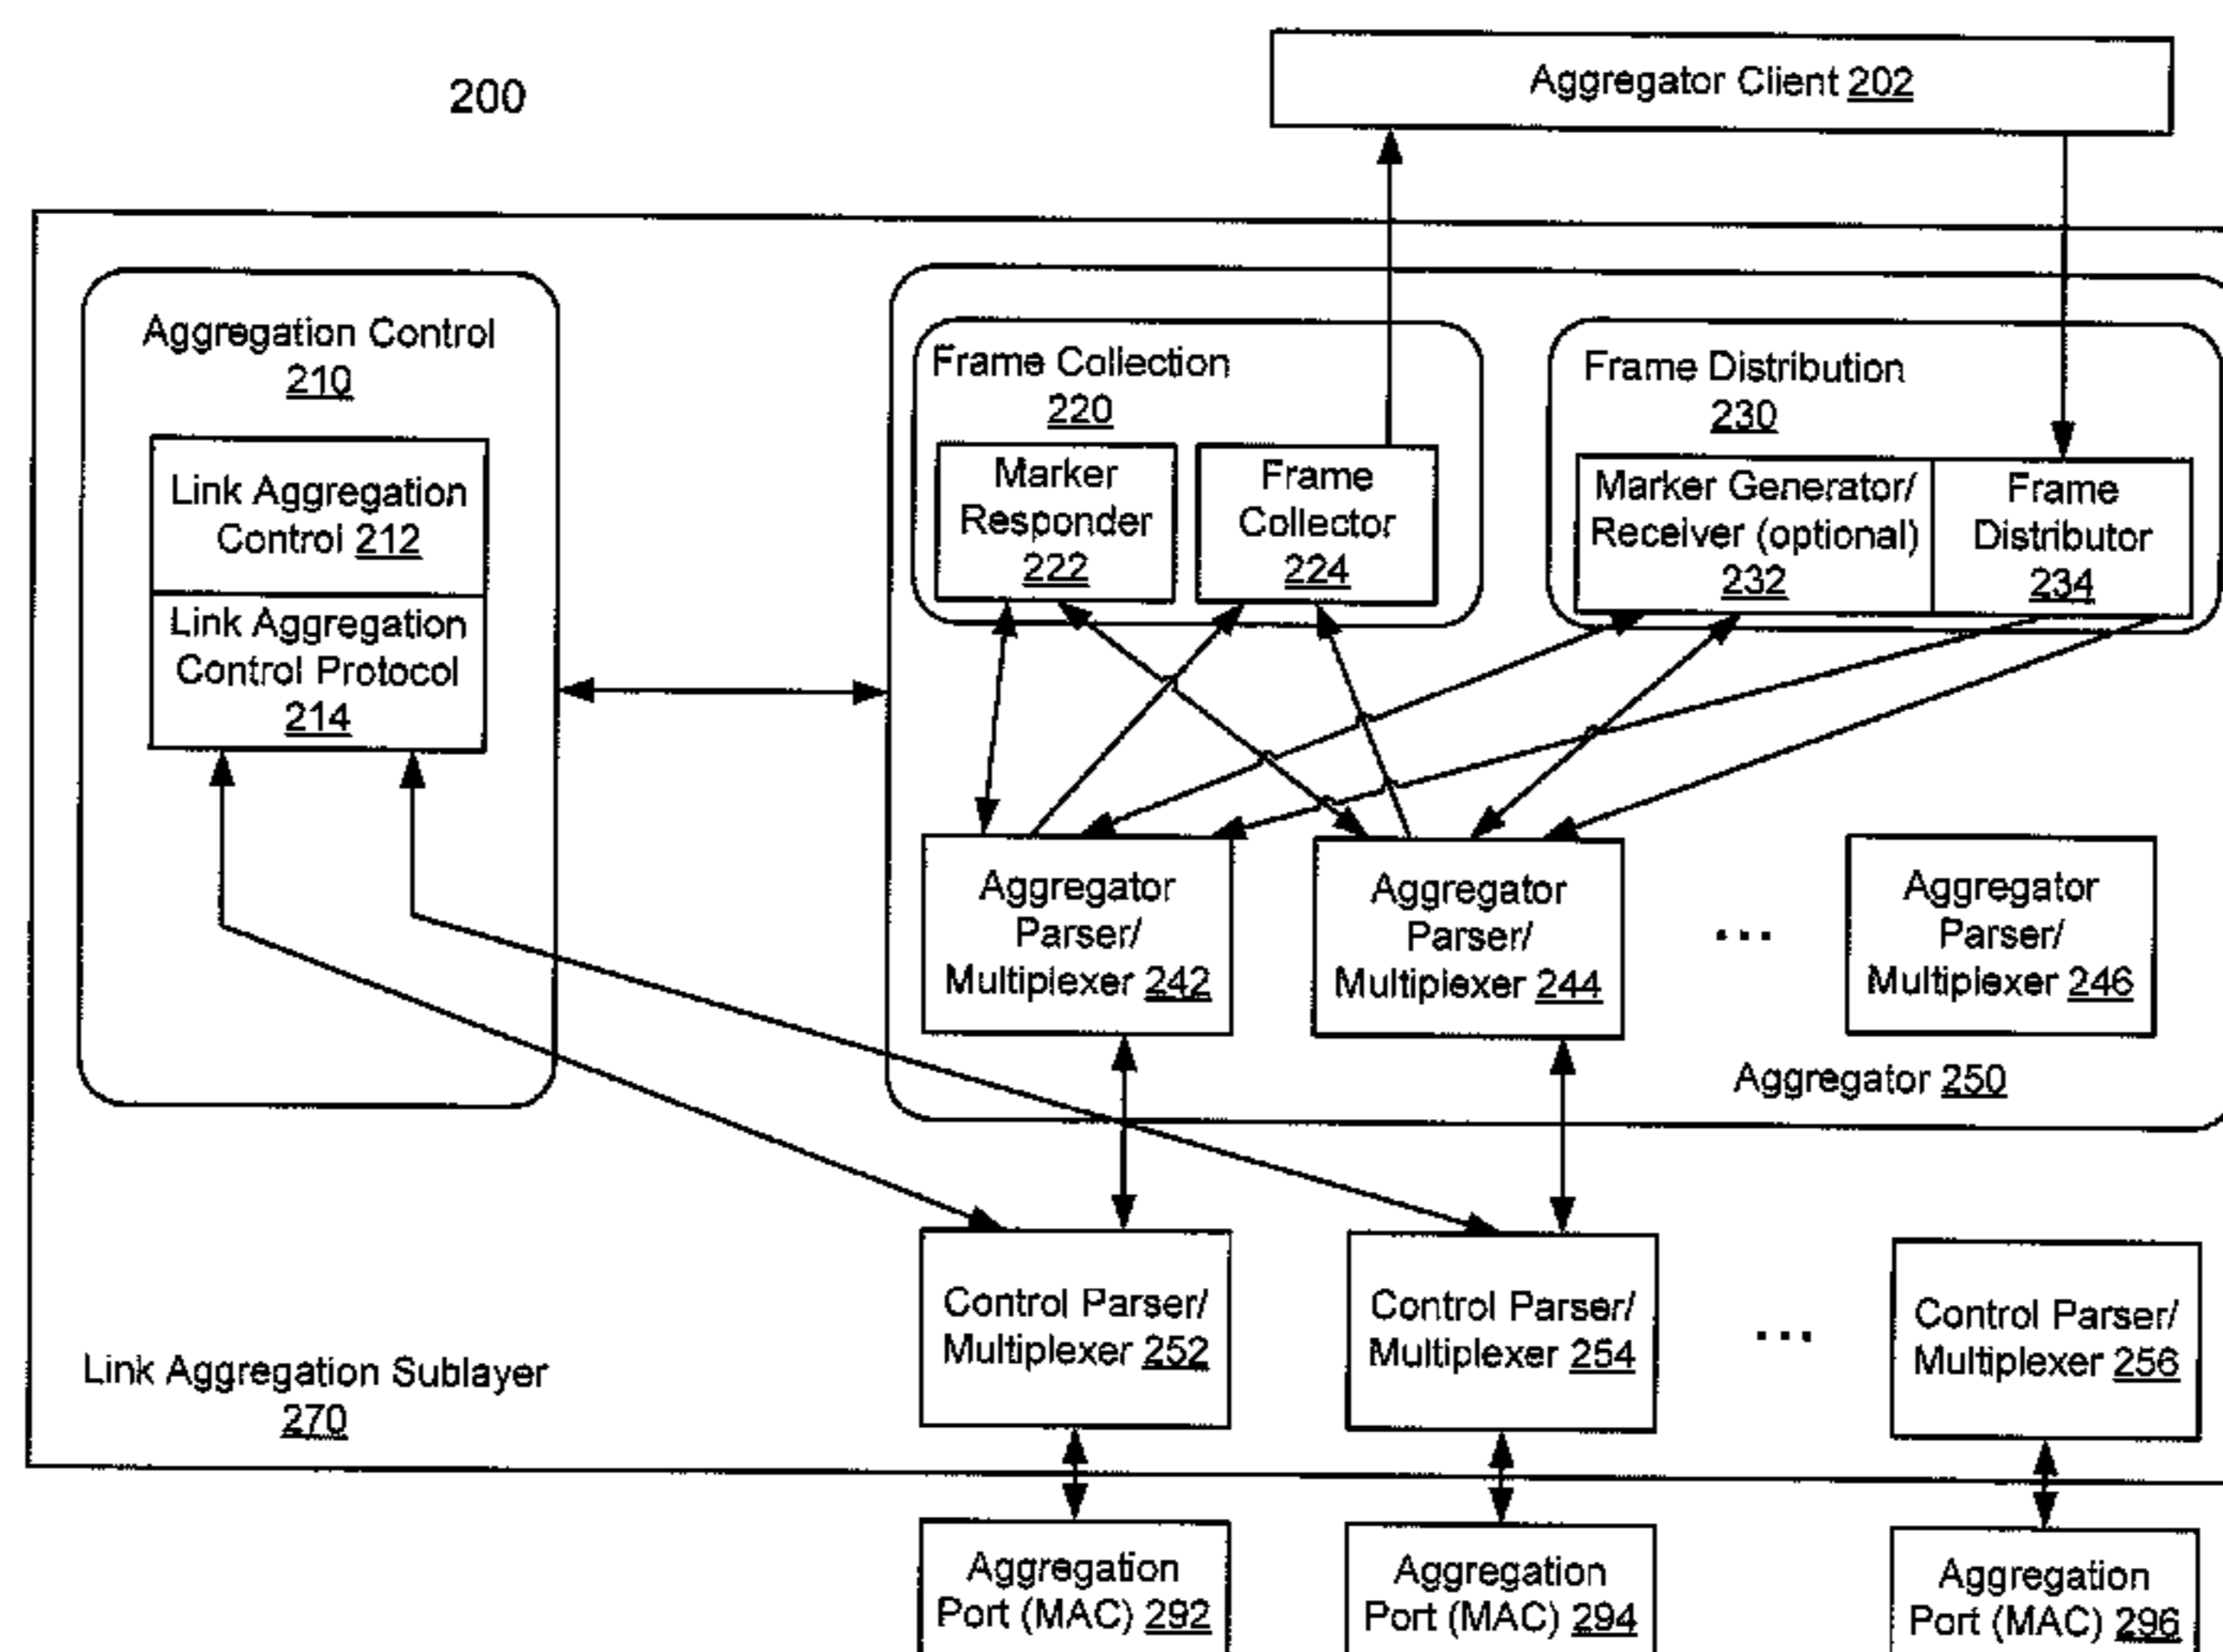 200
Aggregator Client 202
Aggregation Control
210
Link Aggregation
Control 212
Link Aggregation
Control Protocol
214
Frame Collection
220
Marker
Responder
222
Frame
Collector
224
Frame Distribution
230
Marker Generator/
Receiver (optional)
232
Frame
Distributor
234
Aggregator
Parser/
Multiplexer 242
Aggregator
Parser/
Multiplexer 244
...
Aggregator
Parser/
Multiplexer 246
Aggregator 250
Control Parser/
Multiplexer 252
Control Parser/
Multiplexer 254
...
Control Parser/
Multiplexer 256
Link Aggregation Sublayer
270
Aggregation
Port (MAC) 292
Aggregation
Port (MAC) 294
Aggregation
Port (MAC) 296